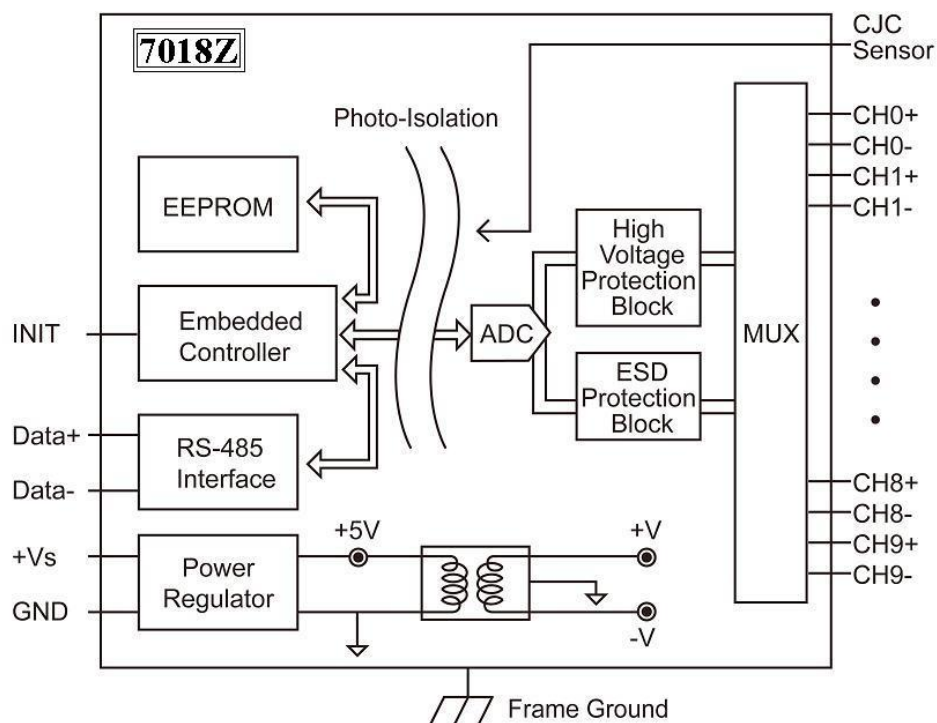 7018Z
CJC
Sensor
Photo-Isolation
CH0+
CH0-
CH1+
CH1-
EEPROM
High
Voltage
Protection
Block
INIT
Embedded
Controller
ADC
MUX
ESD
Protection
Block
Data+
Data-
RS-485
Interface
CH8+
CH8-
CH9+
CH9-
+Vs
GND
Power
Regulator
+5V
+V
-V
Frame Ground